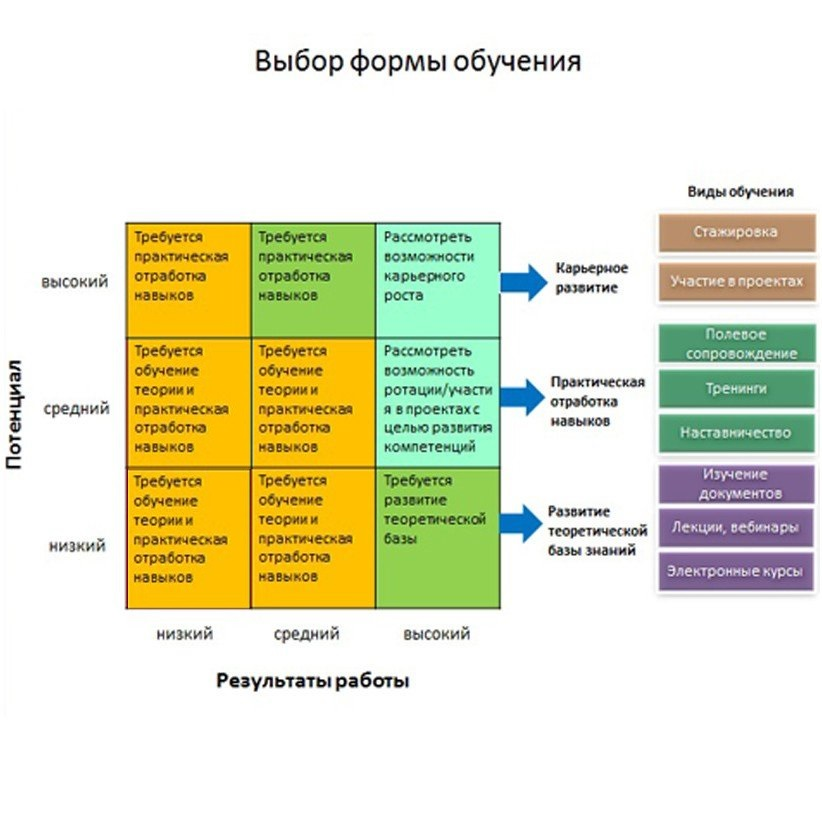 Выбор формы обучения
Виды обучения
Требуется
практическая
отработка
навыков
Требуется
практическая
отработка
навыков
Рассмотреть
возможности
карьерного
роста
высокий
Карьерное
развитие
Стажировка
Участие в проектах
Требуется
обучение
теории и
практическая
отработка
навыков
Требуется
обучение
теории и
практическая
отработка
навыков
Рассмотреть
возможность
ротации/участи
я в проектах с
целью развития
компетенций
средний
Практическая
отработка
навыков
Полевое
сопровождение
Тренинги
Наставничество
Потенциал
Требуется
обучение
теории и
практическая
отработка
навыков
Требуется
обучение
теории и
практическая
отработка
навыков
Требуется
развитие
теоретической
базы
низкий
Развитие
теоретической
базы знаний
Изучение
документов
Лекции, вебинары
Электронные курсы
низкий
средний
высокий
Результаты работы